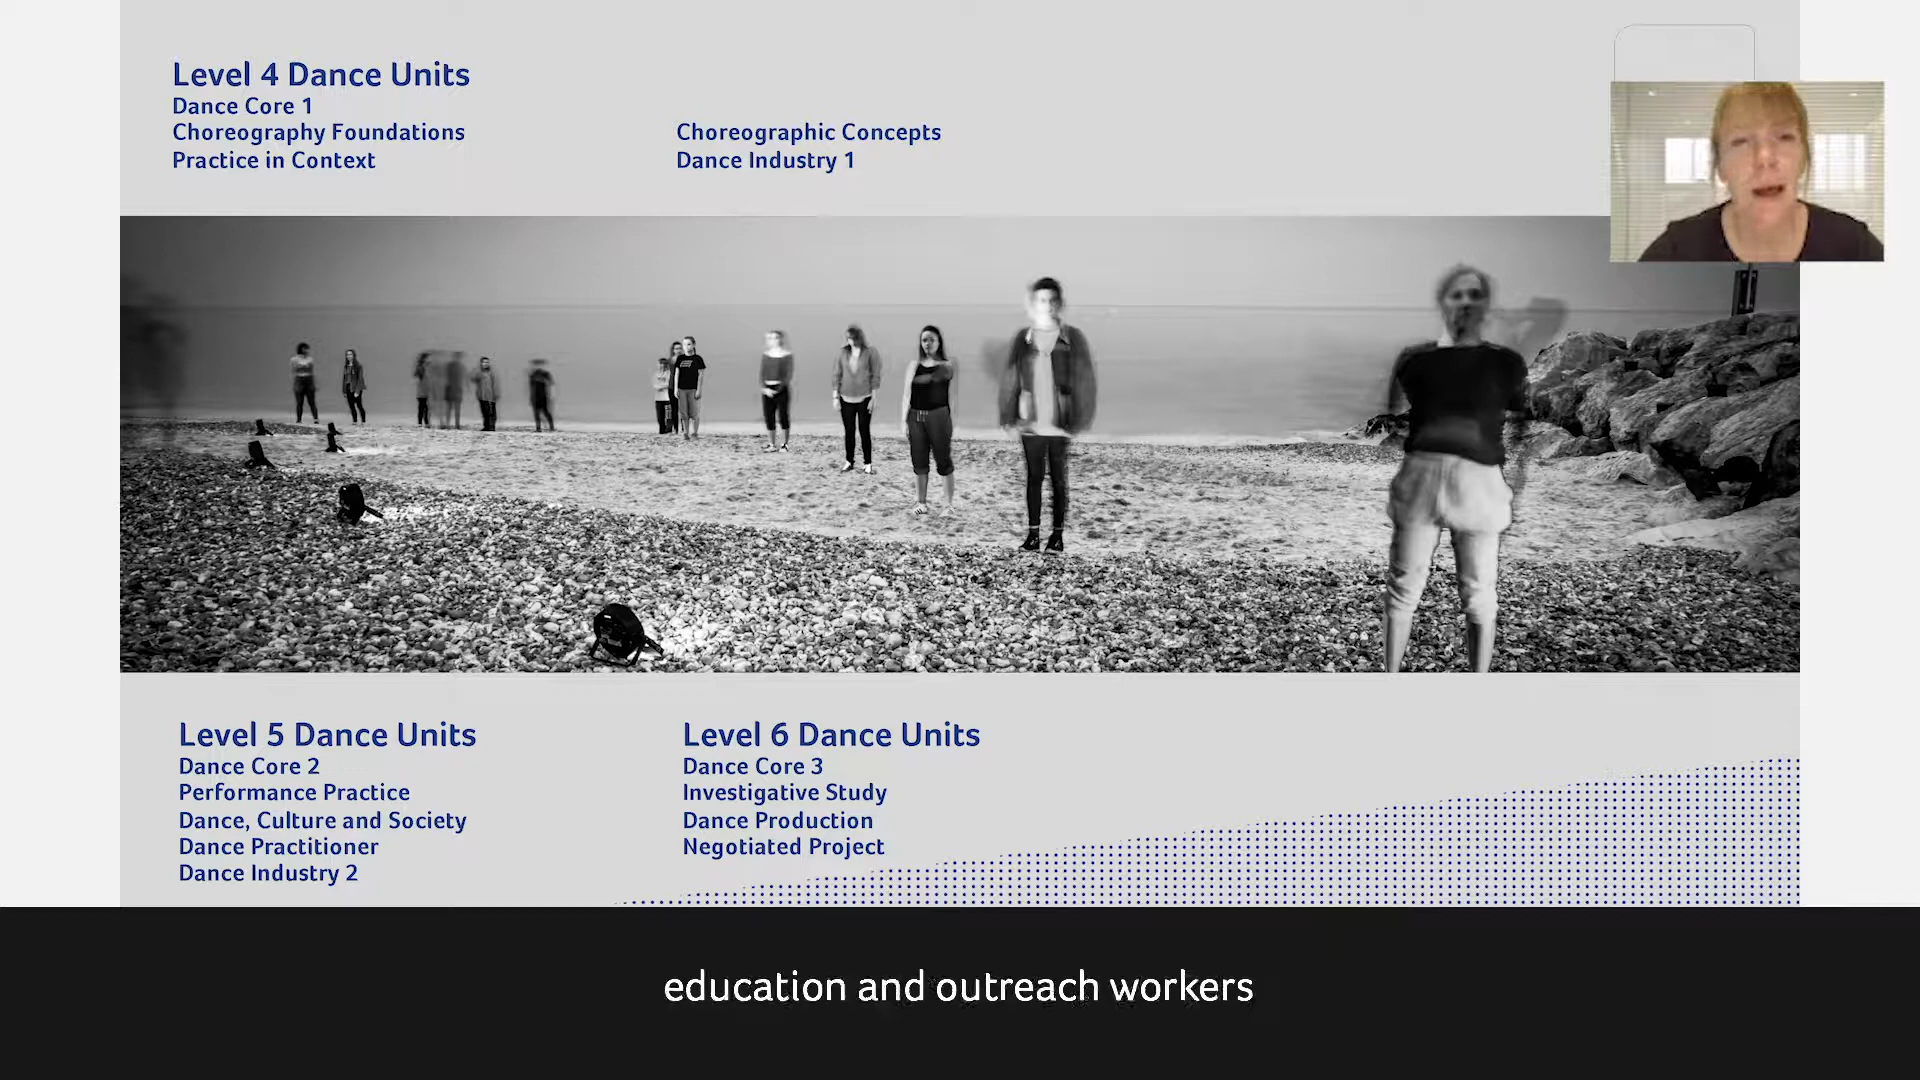 Level 4 Dance Units
Dance Core 1
Choreography Foundations
Practice in Context
Choreographic Concepts
Dance Industry 1
Level 5 Dance Units
Dance Core 2
Performance Practice
Dance, Culture and Society
Dance Practitioner
Dance Industry 2
Level 6 Dance Units
Dance Core 3
Investigative Study
Dance Production
Negotiated Project
education and outreach workers